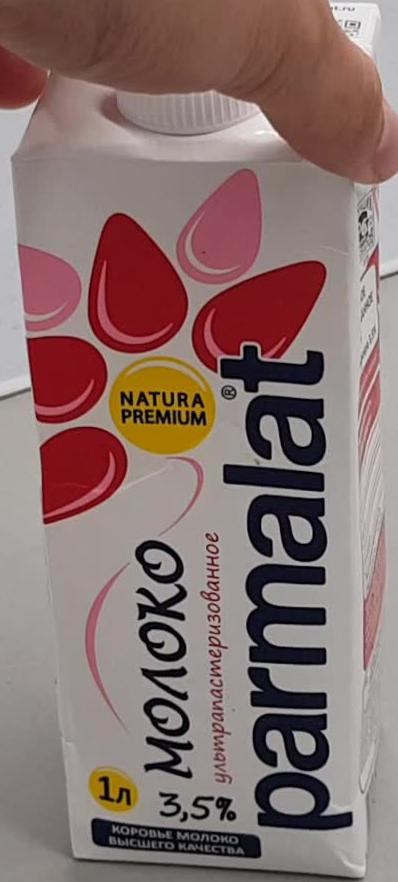 NATURA
PREMIUM
parmalat®
МОЛОКО
ультрапастеризованное
1л
3,5%
КОРОВЬЕ МОЛОКО
ВЫСШЕГО КАЧЕСТВА